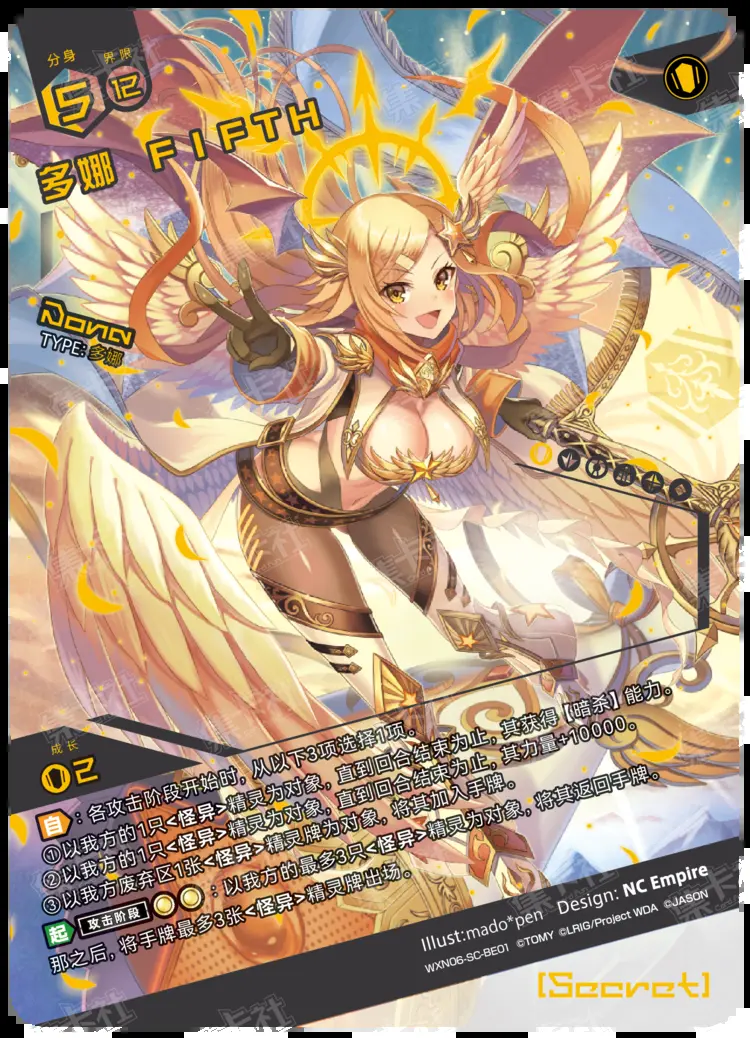 分身 界限
5 12
多娜 FIFTH
Nona
TYPE:多娜
成长
02
自：各攻击阶段开始时，从以下3项选择1项。
①以我方的1只<怪异>精灵为对象，直到回合结束为止，其获得【暗杀】能力。
②以我方的1只<怪异>精灵为对象，直到回合结束为止，其力量+10000。
③以我方废弃区1张<怪异>精灵牌为对象，将其加入手牌。
起 攻击阶段：以我方的最多3只<怪异>精灵为对象，将其返回手牌。
那之后，将手牌最多3张<怪异>精灵牌出场。
Illust:mado*pen Design: NC Empire
WXN06-SC-BE01 ©TOMY ©LRIG/Project WDA ©JASON
[Secret]
集卡社